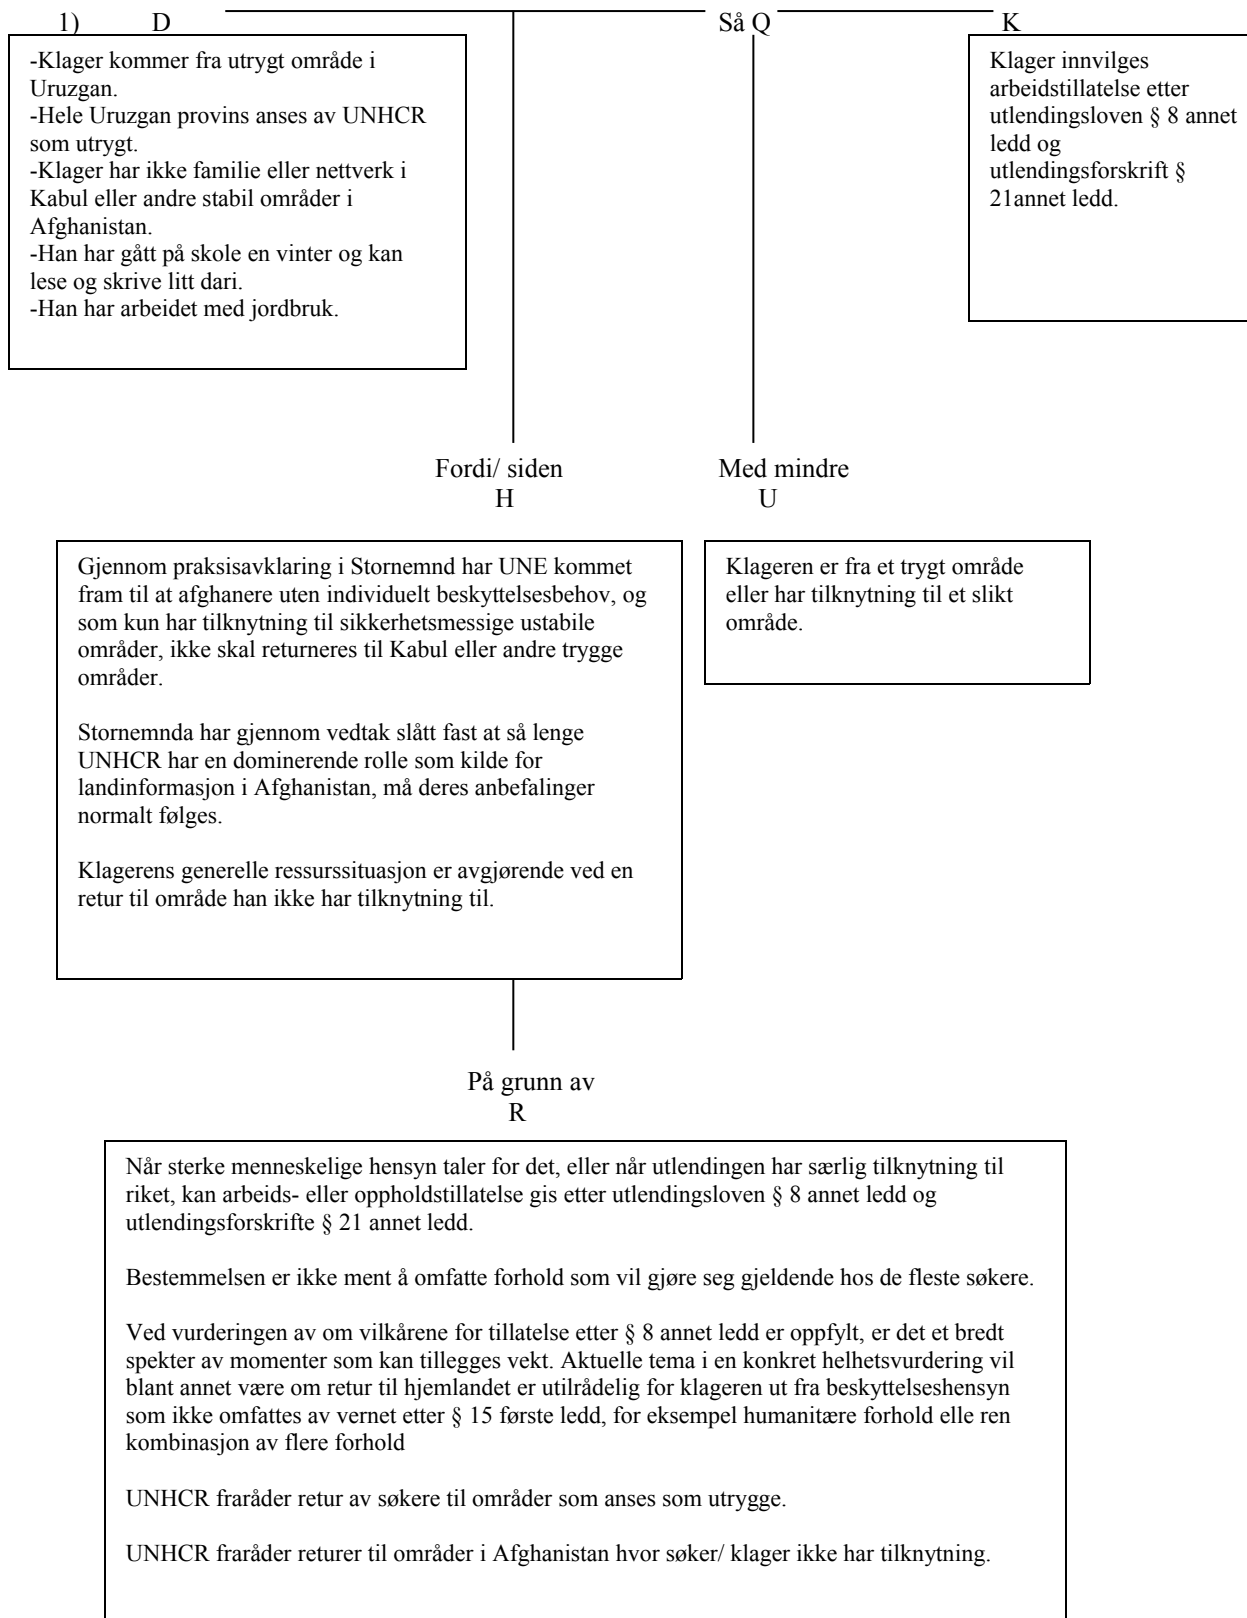 1) D Så Q K
-Klager kommer fra utrygt område i
Uruzgan.
-Hele Uruzgan provins anses av UNHCR
som utrygt.
-Klager har ikke familie eller nettverk i
Kabul eller andre stabil områder i
Afghanistan.
-Han har gått på skole en vinter og kan
lese og skrive litt dari.
-Han har arbeidet med jordbruk.
Klager innvilges
arbeidstillatelse etter
utlendingsloven § 8 annet
ledd og
utlendingsforskrift §
21annet ledd.
Fordi/ siden
H
Med mindre
U
Gjennom praksisavklaring i Stornemnd har UNE kommet
fram til at afghanere uten individuelt beskyttelsesbehov, og
som kun har tilknytning til sikkerhetsmessige ustabile
områder, ikke skal returneres til Kabul eller andre trygge
områder.
Stornemnda har gjennom vedtak slått fast at så lenge
UNHCR har en dominerende rolle som kilde for
landinformasjon i Afghanistan, må deres anbefalinger
normalt følges.
Klagerens generelle ressurssituasjon er avgjørende ved en
retur til område han ikke har tilknytning til.
Klageren er fra et trygt område
eller har tilknytning til et slikt
område.
På grunn av
R
Når sterke menneskelige hensyn taler for det, eller når utlendingen har særlig tilknytning til
riket, kan arbeids- eller oppholdstillatelse gis etter utlendingsloven § 8 annet ledd og
utlendingsforskrifte § 21 annet ledd.
Bestemmelsen er ikke ment å omfatte forhold som vil gjøre seg gjeldende hos de fleste søkere.
Ved vurderingen av om vilkårene for tillatelse etter § 8 annet ledd er oppfylt, er det et bredt
spekter av momenter som kan tillegges vekt. Aktuelle tema i en konkret helhetsvurdering vil
blant annet være om retur til hjemlandet er utilrådelig for klageren ut fra beskyttelseshensyn
som ikke omfattes av vernet etter § 15 første ledd, for eksempel humanitære forhold elle ren
kombinasjon av flere forhold
UNHCR fraråder retur av søkere til områder som anses som utrygge.
UNHCR fraråder returer til områder i Afghanistan hvor søker/ klager ikke har tilknytning.